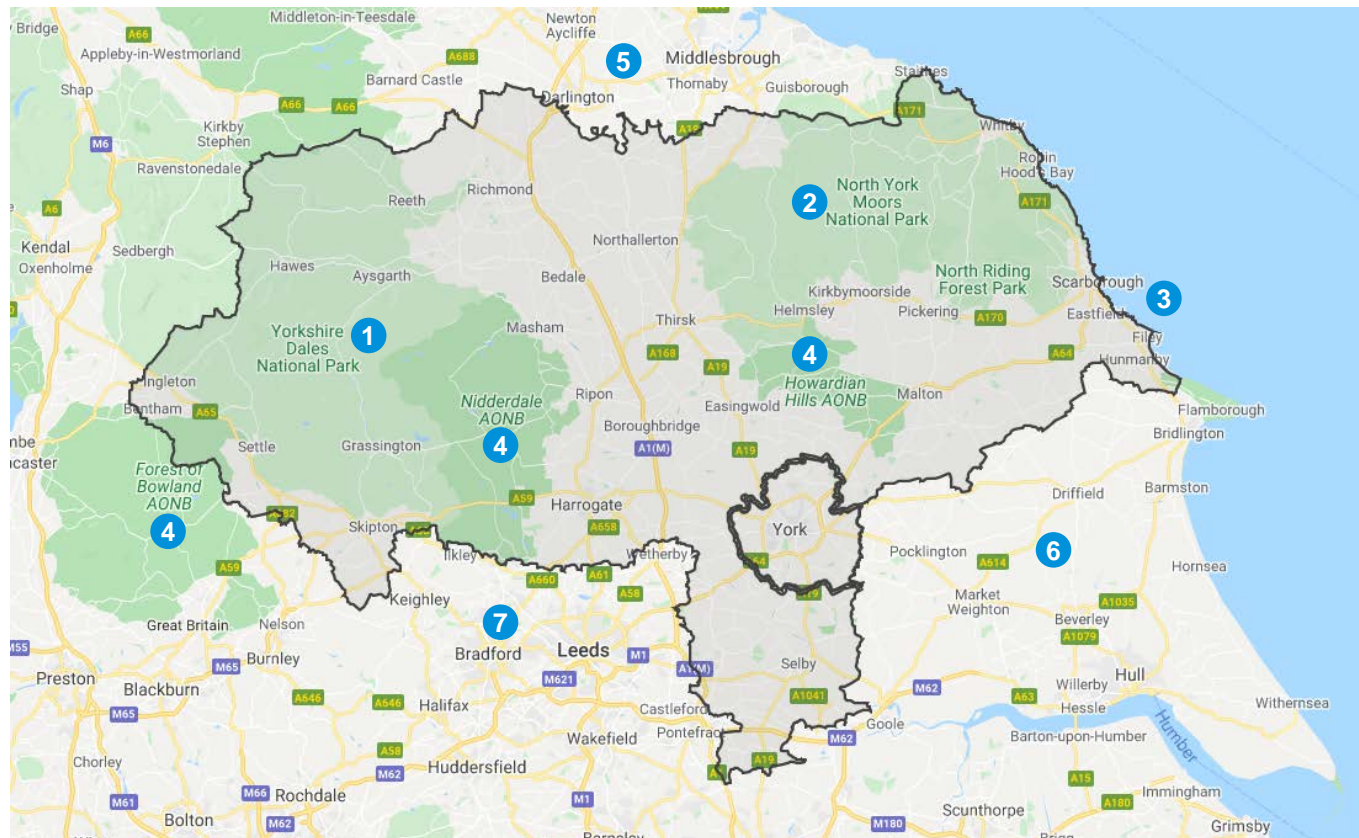 Middleton-in-Teesdale
Newton
Aycliffe
Bridge
A66
Appleby-in-Westmorland
A688
5
Middlesbrough
Barnard Castle
Thornaby
Staithes
Shap
Darlington
Guisborough
A66
A66
A171
Kirkby
Stephen
A19
Whitby
M6
Ravenstonedale
Robin
Hood's Bay
Richmond
Reeth
2
North York
Moors
National Park
A6
A171
Kendal
Oxenholme
Sedbergh
Northallerton
Hawes
Aysgarth
Bedale
North Riding
Forest Park
Scarborough
3
Kirkbymoorside
Helmsley
Pickering
A170
Eastfield
Masham
Thirsk
Yorkshire
Dales
National Park
1
Filey
A168
4
A64
Hunmanby
A19
Ingleton
Bentham
A65
Nidderdale
AONB
Ripon
Easingwold
Howardian
Hills AONB
Malton
Flamborough
Bridlington
Settle
Grassington
4
Boroughbridge
A1(M)
A19
Forest of
Bowland
AONB
4
A59
Harrogate
Driffield
Barmston
A682
Skipton
A658
York
Ilkley
Wetherby
A64
Pocklington
6
A614
Hornsea
A59
A660
A61
A58
A19
Market
Weighton
A1035
Keighley
Great Britain
Nelson
7
Beverley
A1079
M55
M65
Burnley
Bradford
Leeds
M1
A1(M)
Selby
Preston
Blackburn
A646
A646
M621
A1041
M62
A63
Willerby
Hull
Hessle
Withernsea
M65
Halifax
Castleford
Pontefract
Goole
Wakefield
M62
Barton-upon-Humber
Humber
Chorley
A58
M62
Huddersfield
A19
A15
Immingham
M61
M66
Rochdale
M1
Scunthorpe
A180
Bolton
M62
M180
Grimsby